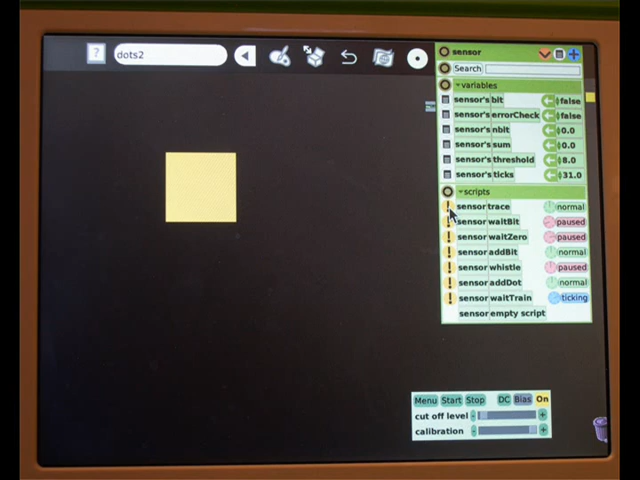 ? dots2
sensor
Search
variables
sensor's bit false
sensor's errorCheck false
sensor's nbit 0.0
sensor's sum 0.0
sensor's threshold 8.0
sensor's ticks 31.0
scripts
! sensor trace normal
! sensor waitBit paused
! sensor waitZero paused
! sensor addBit normal
! sensor whistle paused
! sensor addDot normal
! sensor waitTrain ticking
sensor empty script
Menu Start Stop DC Bias On
cut off level - +
calibration - +